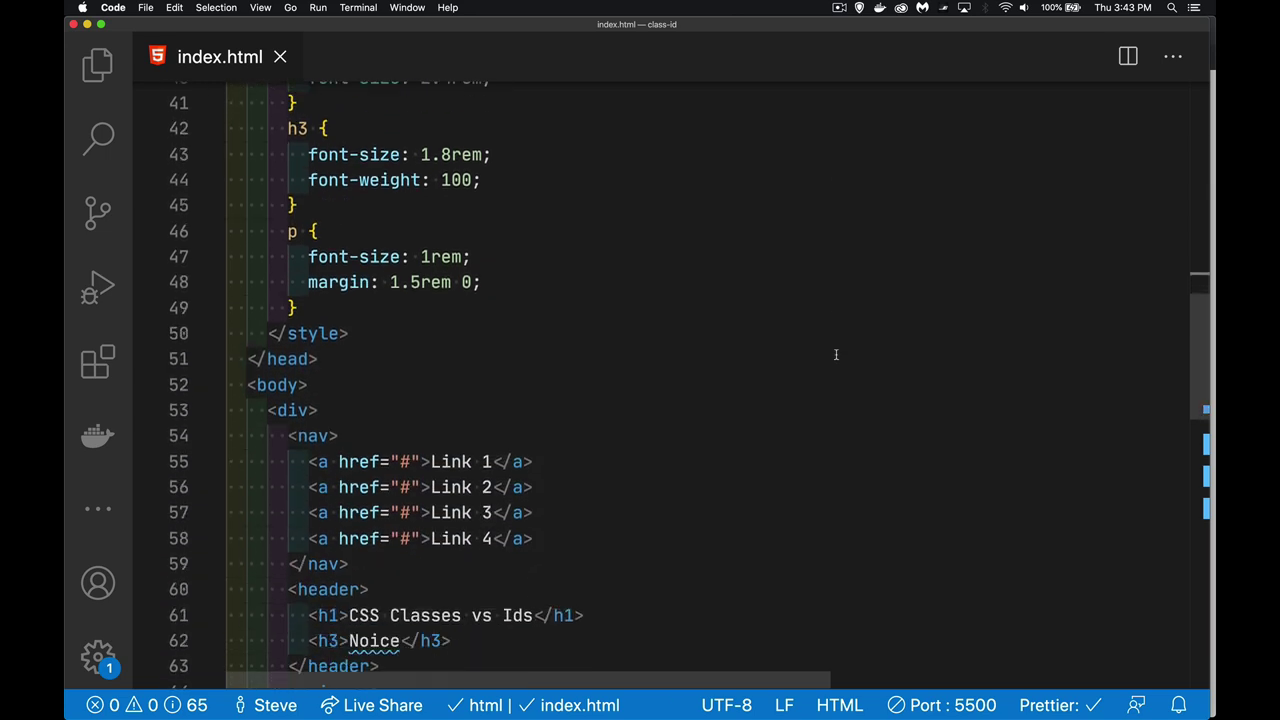 Code File Edit Selection View Go Run Terminal Window Help 100% Thu 3:43 PM
index.html — class-id
index.html
font-size: 2.4rem;
41 }
42 h3 {
43 font-size: 1.8rem;
44 font-weight: 100;
45 }
46 p {
47 font-size: 1rem;
48 margin: 1.5rem 0;
49 }
50 </style>
51 </head>
52 <body>
53 <div>
54 <nav>
55 <a href="#">Link 1</a>
56 <a href="#">Link 2</a>
57 <a href="#">Link 3</a>
58 <a href="#">Link 4</a>
59 </nav>
60 <header>
61 <h1>CSS Classes vs Ids</h1>
62 <h3>Noice</h3>
63 </header>
1
0 0 65 Steve Live Share html | index.html UTF-8 LF HTML Port : 5500 Prettier: